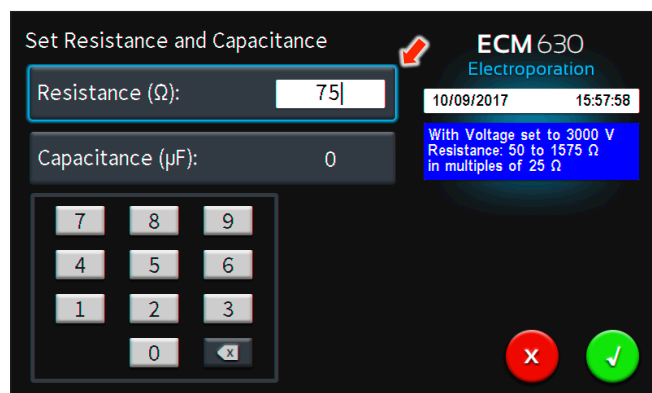 Set Resistance and Capacitance
Resistance (Ω): 75
Capacitance (µF): 0
7 8 9
4 5 6
1 2 3
0 x
ECM 630
Electroporation
10/09/2017 15:57:58
With Voltage set to 3000 V
Resistance: 50 to 1575 Ω
in multiples of 25 Ω
x √